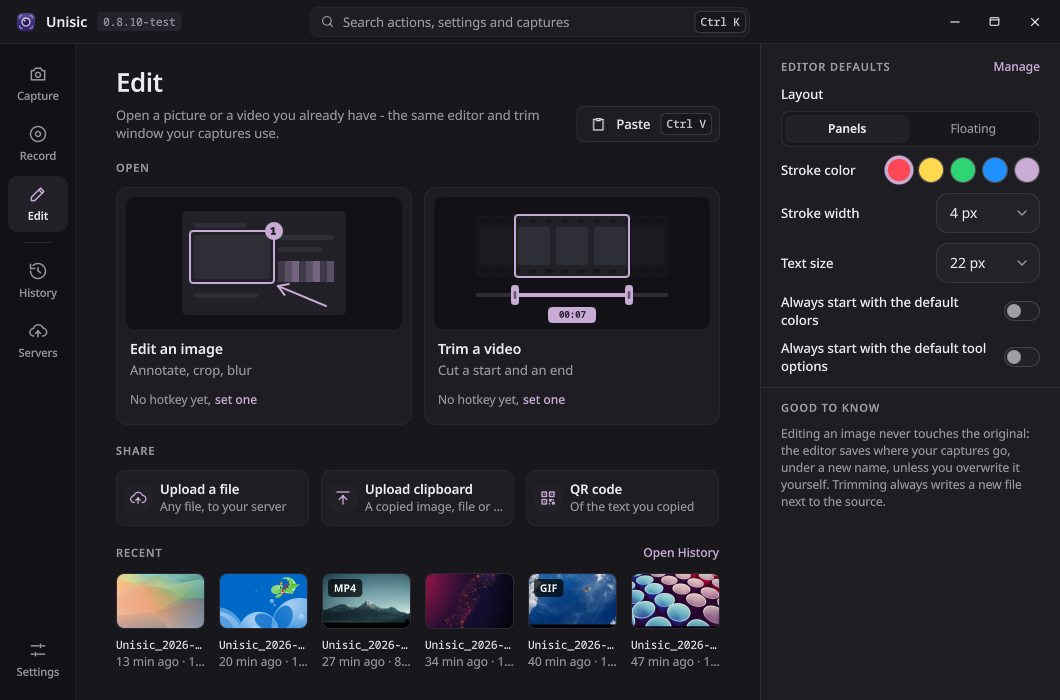 Unisic 0.8.10-test
Search actions, settings and captures
Ctrl K
Capture
Record
Edit
History
Servers
Settings
Edit
Open a picture or a video you already have - the same editor and trim
window your captures use.
Paste Ctrl V
OPEN
1
Edit an image
Annotate, crop, blur
No hotkey yet, set one
00:07
Trim a video
Cut a start and an end
No hotkey yet, set one
SHARE
Upload a file
Any file, to your server
Upload clipboard
A copied image, file or ...
QR code
Of the text you copied
RECENT
Open History
Unisic_2026-…
13 min ago · 1…
Unisic_2026-…
20 min ago · 1…
MP4
Unisic_2026-…
27 min ago · 8…
Unisic_2026-…
34 min ago · 1…
GIF
Unisic_2026-…
40 min ago · 1…
Unisic_2026-…
47 min ago · 1…
EDITOR DEFAULTS
Manage
Layout
Panels
Floating
Stroke color
Stroke width
4 px
Text size
22 px
Always start with the default
colors
Always start with the default tool
options
GOOD TO KNOW
Editing an image never touches the original:
the editor saves where your captures go,
under a new name, unless you overwrite it
yourself. Trimming always writes a new file
next to the source.